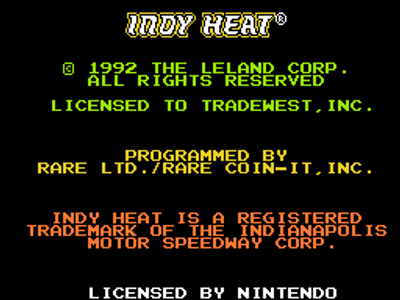 INDY HEAT®
© 1992 THE LELAND CORP.
ALL RIGHTS RESERVED
LICENSED TO TRADEWEST,INC.
PROGRAMMED BY
RARE LTD./RARE COIN-IT,INC.
INDY HEAT IS A REGISTERED
TRADEMARK OF THE INDIANAPOLIS
MOTOR SPEEDWAY CORP.
LICENSED BY NINTENDO